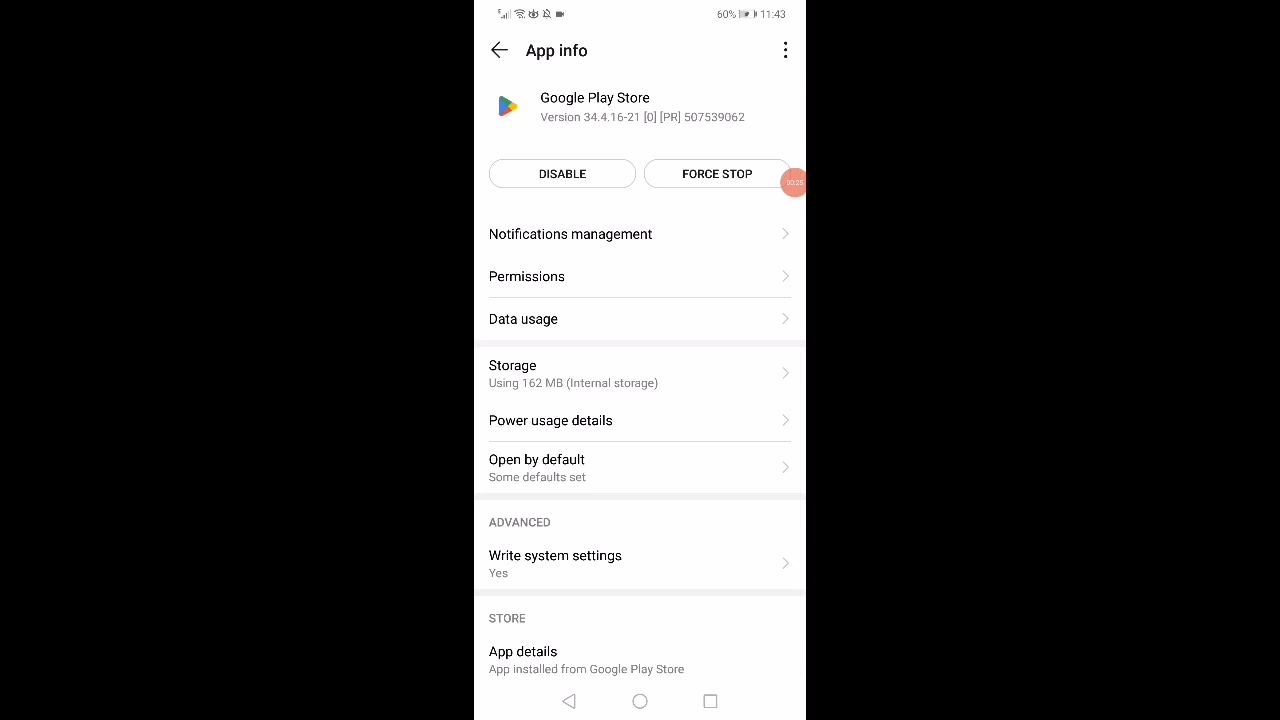 60% 11:43
App info
Google Play Store
Version 34.4.16-21 [0] [PR] 507539062
DISABLE
FORCE STOP
00:25
Notifications management
Permissions
Data usage
Storage
Using 162 MB (Internal storage)
Power usage details
Open by default
Some defaults set
ADVANCED
Write system settings
Yes
STORE
App details
App installed from Google Play Store